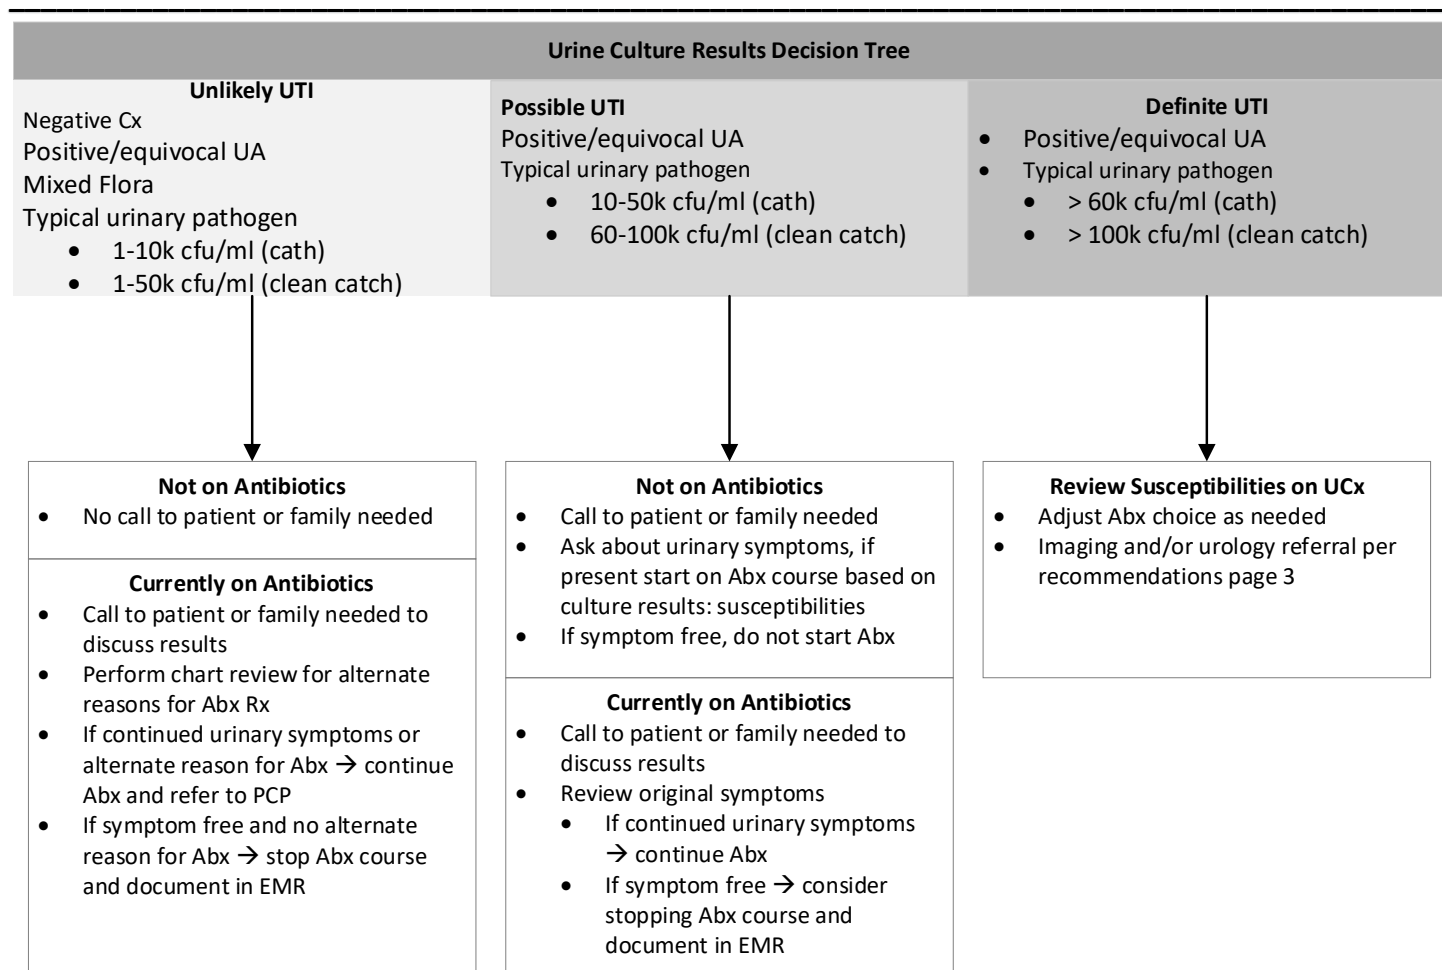 Urine Culture Results Decision Tree
Unlikely UTI
Negative Cx
Positive/equivocal UA
Mixed Flora
Typical urinary pathogen
• 1-10k cfu/ml (cath)
• 1-50k cfu/ml (clean catch)
Possible UTI
Positive/equivocal UA
Typical urinary pathogen
• 10-50k cfu/ml (cath)
• 60-100k cfu/ml (clean catch)
Definite UTI
• Positive/equivocal UA
• Typical urinary pathogen
• > 60k cfu/ml (cath)
• > 100k cfu/ml (clean catch)
Not on Antibiotics
• No call to patient or family needed
Currently on Antibiotics
• Call to patient or family needed to
discuss results
• Perform chart review for alternate
reasons for Abx Rx
• If continued urinary symptoms or
alternate reason for Abx → continue
Abx and refer to PCP
• If symptom free and no alternate
reason for Abx → stop Abx course
and document in EMR
Not on Antibiotics
• Call to patient or family needed
• Ask about urinary symptoms, if
present start on Abx course based on
culture results: susceptibilities
• If symptom free, do not start Abx
Currently on Antibiotics
• Call to patient or family needed to
discuss results
• Review original symptoms
• If continued urinary symptoms
→ continue Abx
• If symptom free → consider
stopping Abx course and
document in EMR
Review Susceptibilities on UCx
• Adjust Abx choice as needed
• Imaging and/or urology referral per
recommendations page 3